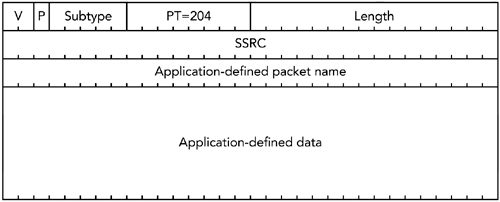 V P Subtype PT=204 Length
SSRC
Application-defined packet name
Application-defined data